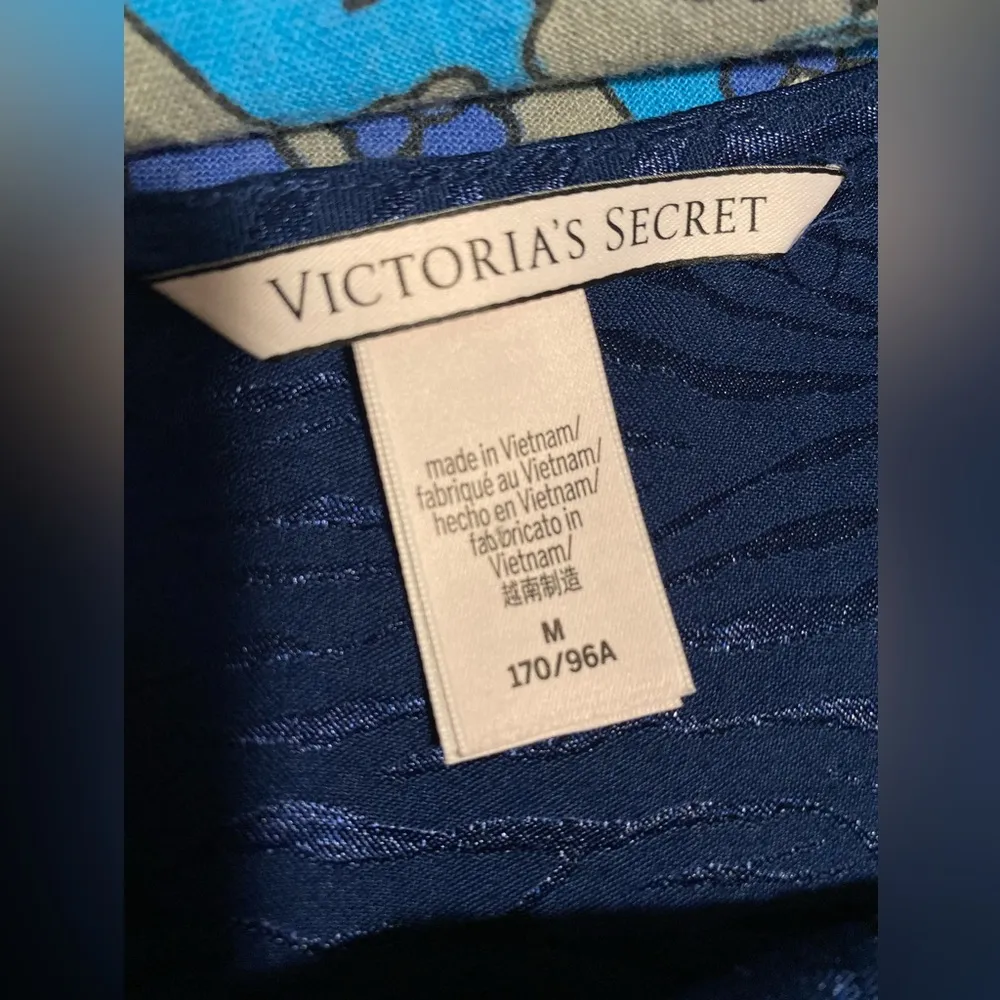 VICTORIA'S SECRET
made in Vietnam/
fabriqué au Vietnam/
hecho en Vietnam/
fabbricato in
Vietnam/
越南制造
M
170/96A